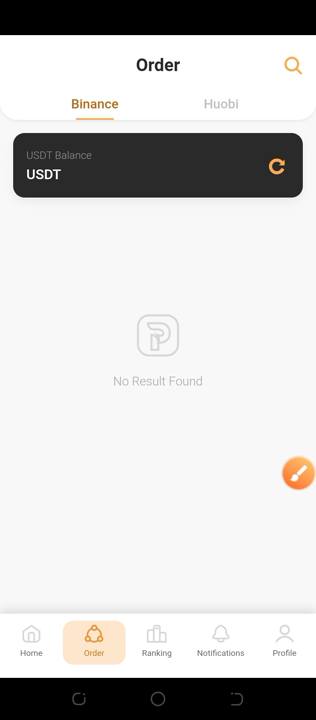 Order
Binance
Huobi
USDT Balance
USDT
No Result Found
Home
Order
Ranking
Notifications
Profile